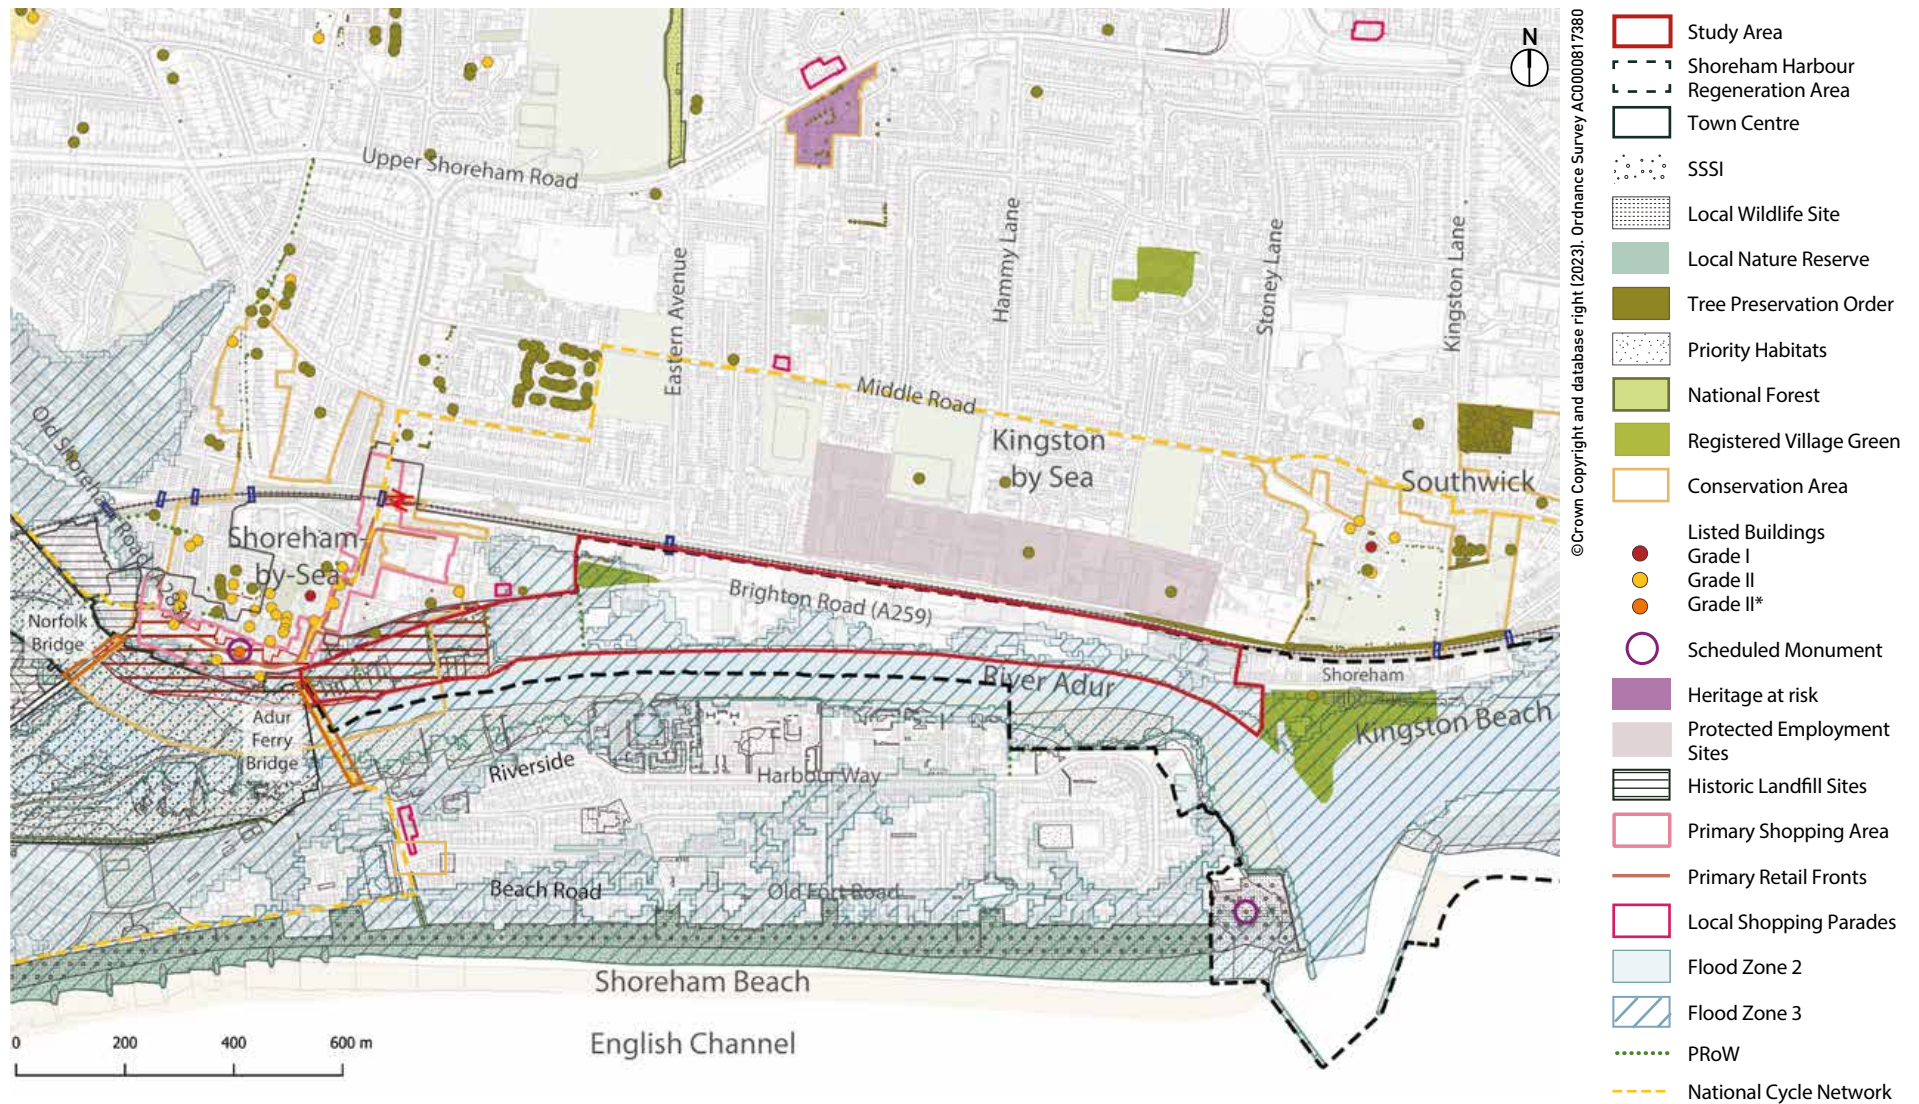 N
Upper Shoreham Road
Eastern Avenue
Hammy Lane
Stoney Lane
Kingston Lane
Middle Road
Kingston
by Sea
Southwick
Old Shoreham Road
Shoreham-
by-Sea
Brighton Road (A259)
Norfolk
Bridge
River Adur
Shoreham
Kingston Beach
Adur
Ferry
Bridge
Riverside
Harbour Way
Beach Road
Old Fort Road
Shoreham Beach
English Channel
0 200 400 600 m
©Crown Copyright and database right (2023). Ordnance Survey AC0000817380
Study Area
Shoreham Harbour
Regeneration Area
Town Centre
SSSI
Local Wildlife Site
Local Nature Reserve
Tree Preservation Order
Priority Habitats
National Forest
Registered Village Green
Conservation Area
Listed Buildings
Grade I
Grade II
Grade II*
Scheduled Monument
Heritage at risk
Protected Employment
Sites
Historic Landfill Sites
Primary Shopping Area
Primary Retail Fronts
Local Shopping Parades
Flood Zone 2
Flood Zone 3
PRoW
National Cycle Network